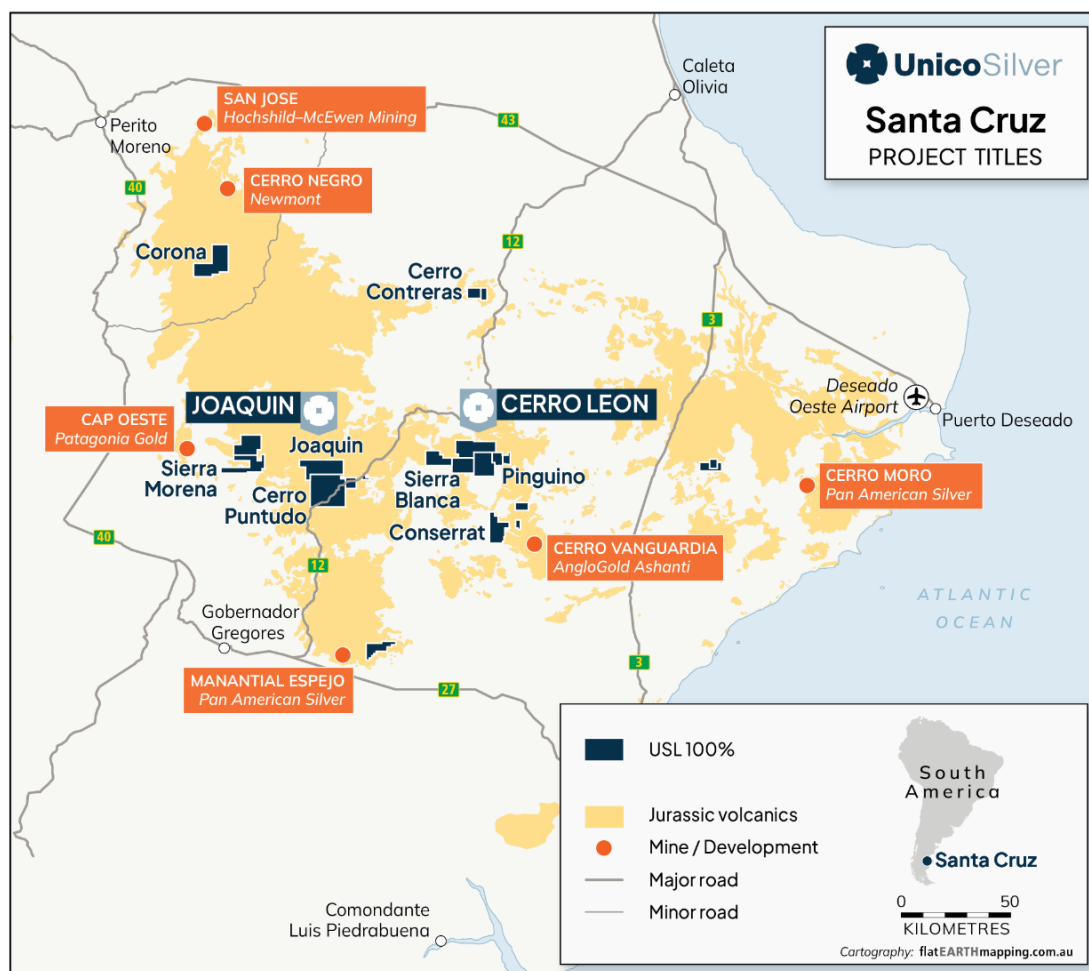 UnicoSilver
Santa Cruz
PROJECT TITLES
Caleta
Olivia
SAN JOSE
Hochshild–McEwen Mining
Perito
Moreno
43
40
CERRO NEGRO
Newmont
12
Corona
Cerro
Contreras
3
JOAQUIN
CERRO LEON
Deseado
Oeste Airport
Puerto Deseado
CAP OESTE
Patagonia Gold
Joaquin
Sierra
Morena
Cerro
Puntudo
Sierra
Blanca
Pinguino
CERRO MORO
Pan American Silver
Conserrat
40
CERRO VANGUARDIA
AngloGold Ashanti
12
ATLANTIC
OCEAN
Gobernador
Gregores
3
MANANTIAL ESPEJO
Pan American Silver
27
USL 100%
Jurassic volcanics
Mine / Development
Major road
Minor road
South
America
Santa Cruz
0 50
KILOMETRES
Cartography: flatEARTHmapping.com.au
Comondante
Luis Piedrabuena